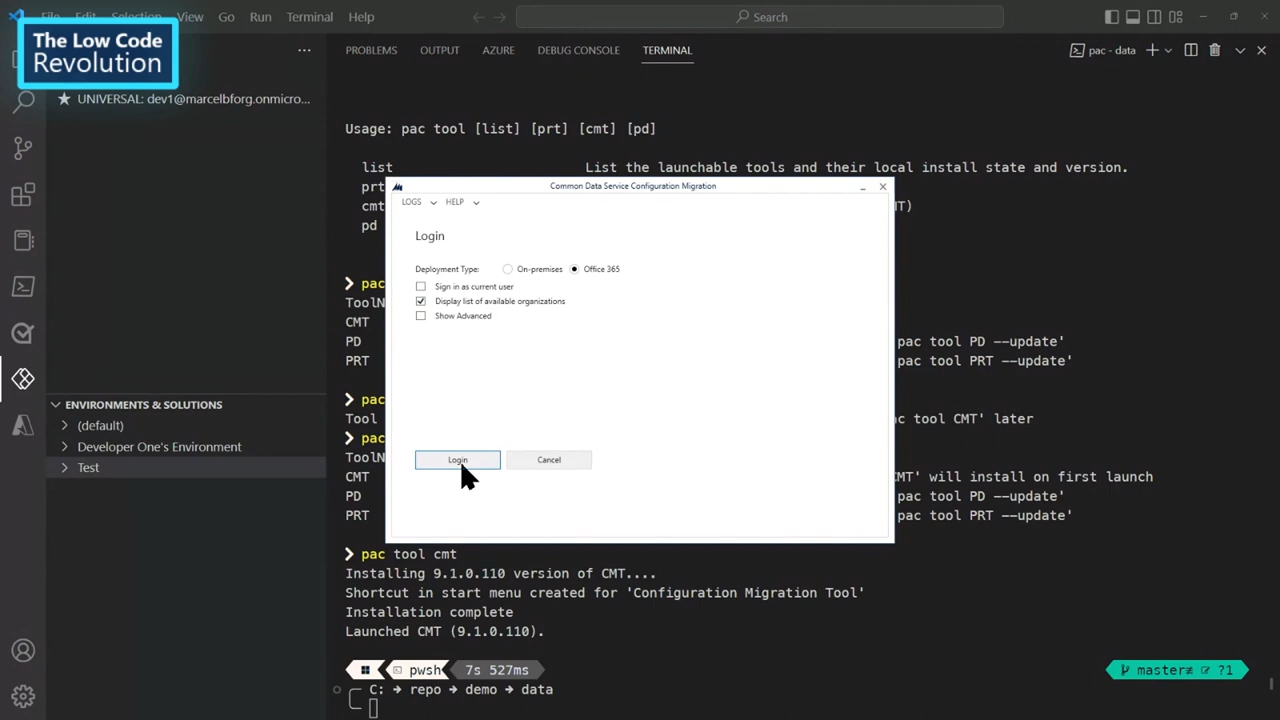 File Edit Selection View Go Run Terminal Help
Search
The Low Code
Revolution
PROBLEMS OUTPUT AZURE DEBUG CONSOLE TERMINAL
pac - data
UNIVERSAL: dev1@marcelbforg.onmicro...
Usage: pac tool [list] [prt] [cmt] [pd]
list List the launchable tools and their local install state and version.
prt
cmt T)
pd
Common Data Service Configuration Migration
LOGS HELP
Login
Deployment Type: On-premises Office 365
Sign in as current user
Display list of available organizations
Show Advanced
Login Cancel
❯ pac
ToolN
CMT
PD pac tool PD --update'
PRT pac tool PRT --update'
❯ pac
Tool ac tool CMT' later
❯ pac
ToolN
CMT CMT' will install on first launch
PD pac tool PD --update'
PRT pac tool PRT --update'
❯ pac tool cmt
Installing 9.1.0.110 version of CMT....
Shortcut in start menu created for 'Configuration Migration Tool'
Installation complete
Launched CMT (9.1.0.110).
pwsh 7s 527ms master≢ ?1
C: → repo → demo → data
ENVIRONMENTS & SOLUTIONS
(default)
Developer One's Environment
Test